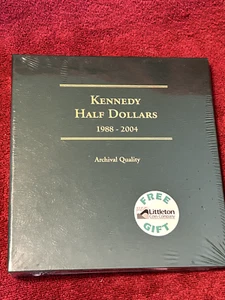 KENNEDY
HALF DOLLARS
1988 - 2004
Archival Quality
FREE
Littleton
GIFT